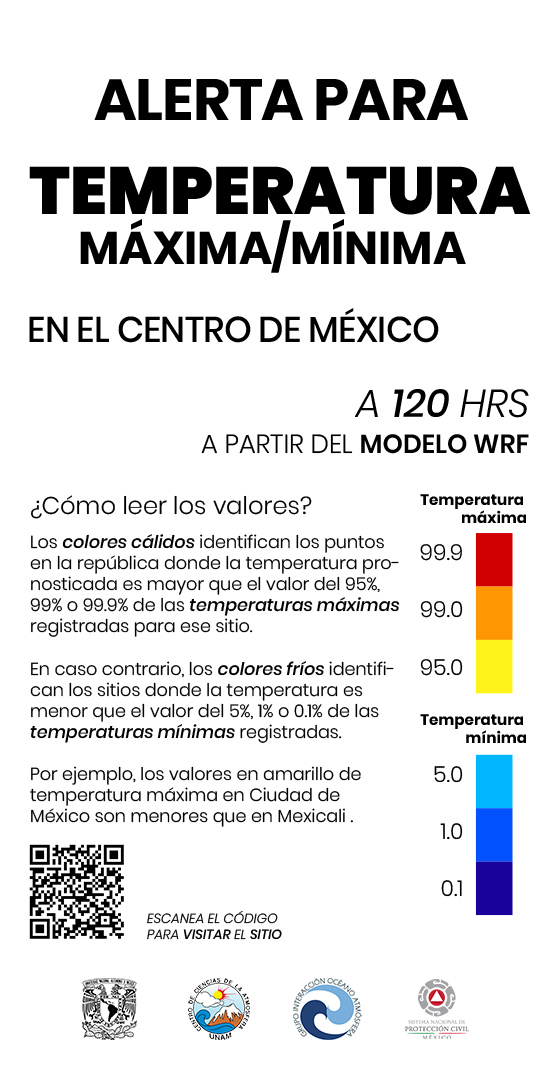 ALERTA PARA
TEMPERATURA
MÁXIMA/MÍNIMA
EN EL CENTRO DE MÉXICO
A 120 HRS
A PARTIR DEL MODELO WRF
¿Cómo leer los valores?
Los colores cálidos identifican los puntos
en la república donde la temperatura pro-
nosticada es mayor que el valor del 95%,
99% o 99.9% de las temperaturas máximas
registradas para ese sitio.
En caso contrario, los colores fríos identifi-
can los sitios donde la temperatura es
menor que el valor del 5%, 1% o 0.1% de las
temperaturas mínimas registradas.
Por ejemplo, los valores en amarillo de
temperatura máxima en Ciudad de
México son menores que en Mexicali .
Temperatura
máxima
99.9
99.0
95.0
Temperatura
mínima
5.0
1.0
0.1
ESCANEA EL CÓDIGO
PARA VISITAR EL SITIO
CENTRO DE CIENCIAS DE LA ATMOSFERA
UNAM
GRUPO INTERACCIÓN OCÉANO ATMÓSFERA
SISTEMA NACIONAL DE
PROTECCIÓN CIVIL
MÉXICO